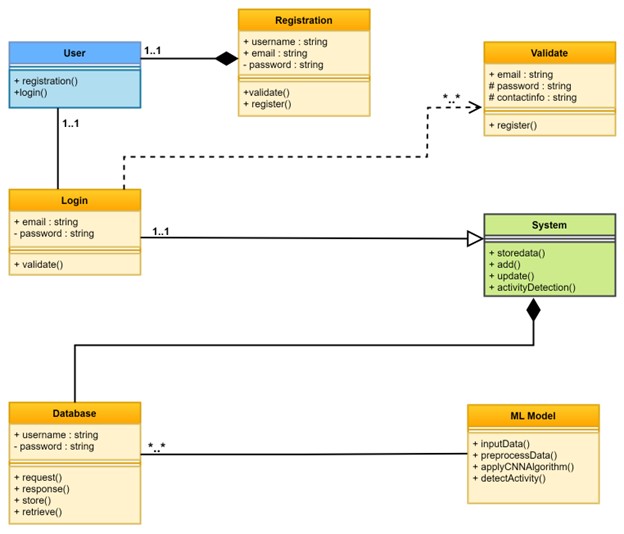 Registration
+ username : string
+ email : string
- password : string
+validate()
+ register()
User
+ registration()
+login()
1..1
1..1
Validate
+ email : string
# password : string
# contactinfo : string
+ register()
*..*
Login
+ email : string
- password : string
+ validate()
1..1
System
+ storedata()
+ add()
+ update()
+ activityDetection()
Database
+ username : string
- password : string
+ request()
+ response()
+ store()
+ retrieve()
*..*
ML Model
+ inputData()
+ preprocessData()
+ applyCNNAlgorithm()
+ detectActivity()